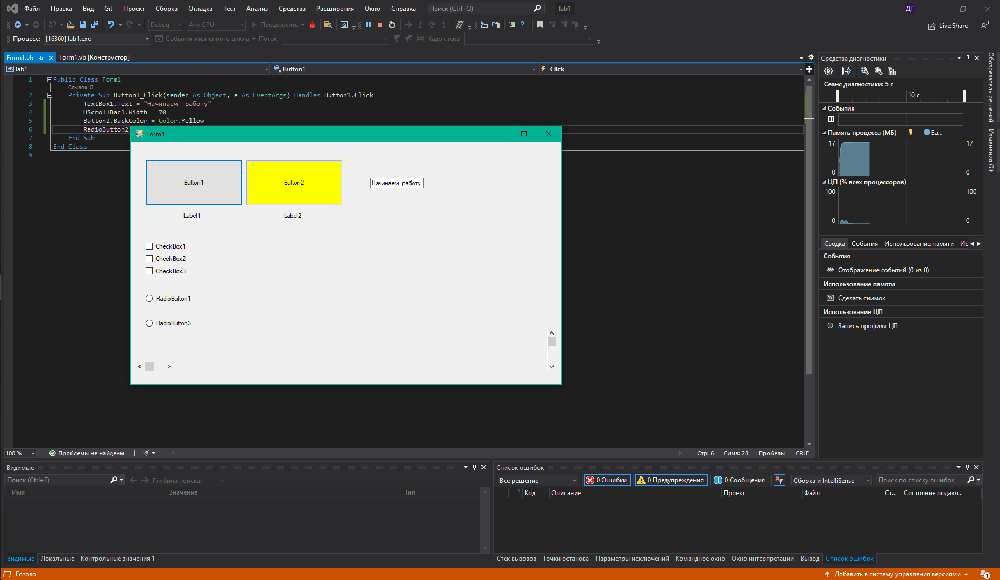 Файл Правка Вид Git Проект Сборка Отладка Тест Анализ Средства Расширения Окно Справка Поиск (Ctrl+Q) lab1 ДГ
Debug Any CPU Продолжить Live Share
Процесс: [16360] lab1.exe События жизненного цикла Поток: Кадр стека:
Form1.vb Form1.vb [Конструктор]
VB lab1 Button1 Click
1 Public Class Form1
Ссылок: 0
2 Private Sub Button1_Click(sender As Object, e As EventArgs) Handles Button1.Click
3 TextBox1.Text = "Начинаем  работу"
4 HScrollBar1.Width = 70
5 Button2.BackColor = Color.Yellow
6 RadioButton2.
7 End Sub
8 End Class
9
Form1
Button1 Button2 Начинаем  работу
Label1 Label2
CheckBox1
CheckBox2
CheckBox3
RadioButton1
RadioButton3
100 % Проблемы не найдены. Стр: 6 Симв: 28 Пробелы CRLF
Средства диагностики
Сеанс диагностики: 5 с
10 с
События
Память процесса (МБ) Ба...
17 17
0 0
ЦП (% всех процессоров)
100 100
0 0
Сводка События Использование памяти Ис
События
Отображение событий (0 из 0)
Использование памяти
Сделать снимок
Использование ЦП
Запись профиля ЦП
Обозреватель решений
Изменения Git
Видимые
Поиск (Ctrl+E) Глубина поиска:
Имя Значение Тип
Видимые Локальные Контрольные значения 1
Список ошибок
Все решение 0 Ошибки 0 Предупреждения 0 Сообщения Сборка и IntelliSense Поиск по списку ошибок
Код Описание Проект Файл Ст... Состояние подавл...
Стек вызовов Точки останова Параметры исключений Командное окно Окно интерпретации Вывод Список ошибок
Готово Добавить в систему управления версиями 1